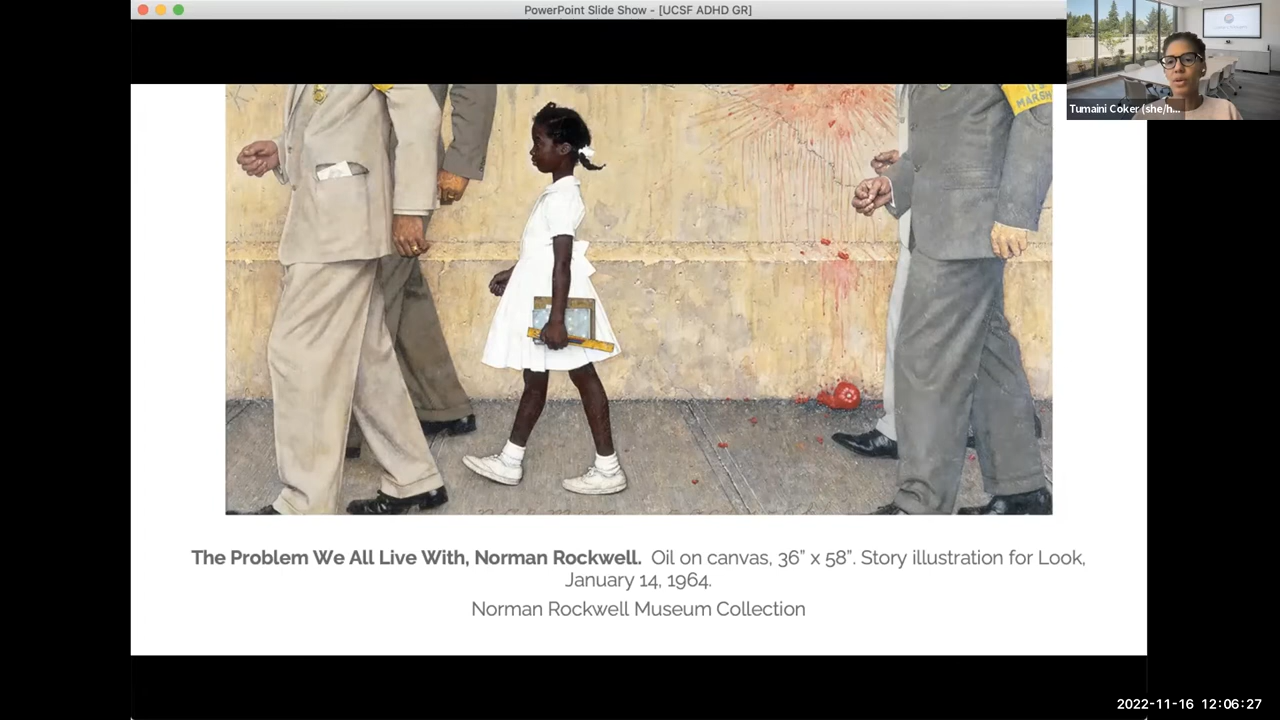 PowerPoint Slide Show - [UCSF ADHD GR]
Tumaini Coker (she/h...
The Problem We All Live With, Norman Rockwell. Oil on canvas, 36” x 58”. Story illustration for Look,
January 14, 1964.
Norman Rockwell Museum Collection
2022-11-16 12:06:27